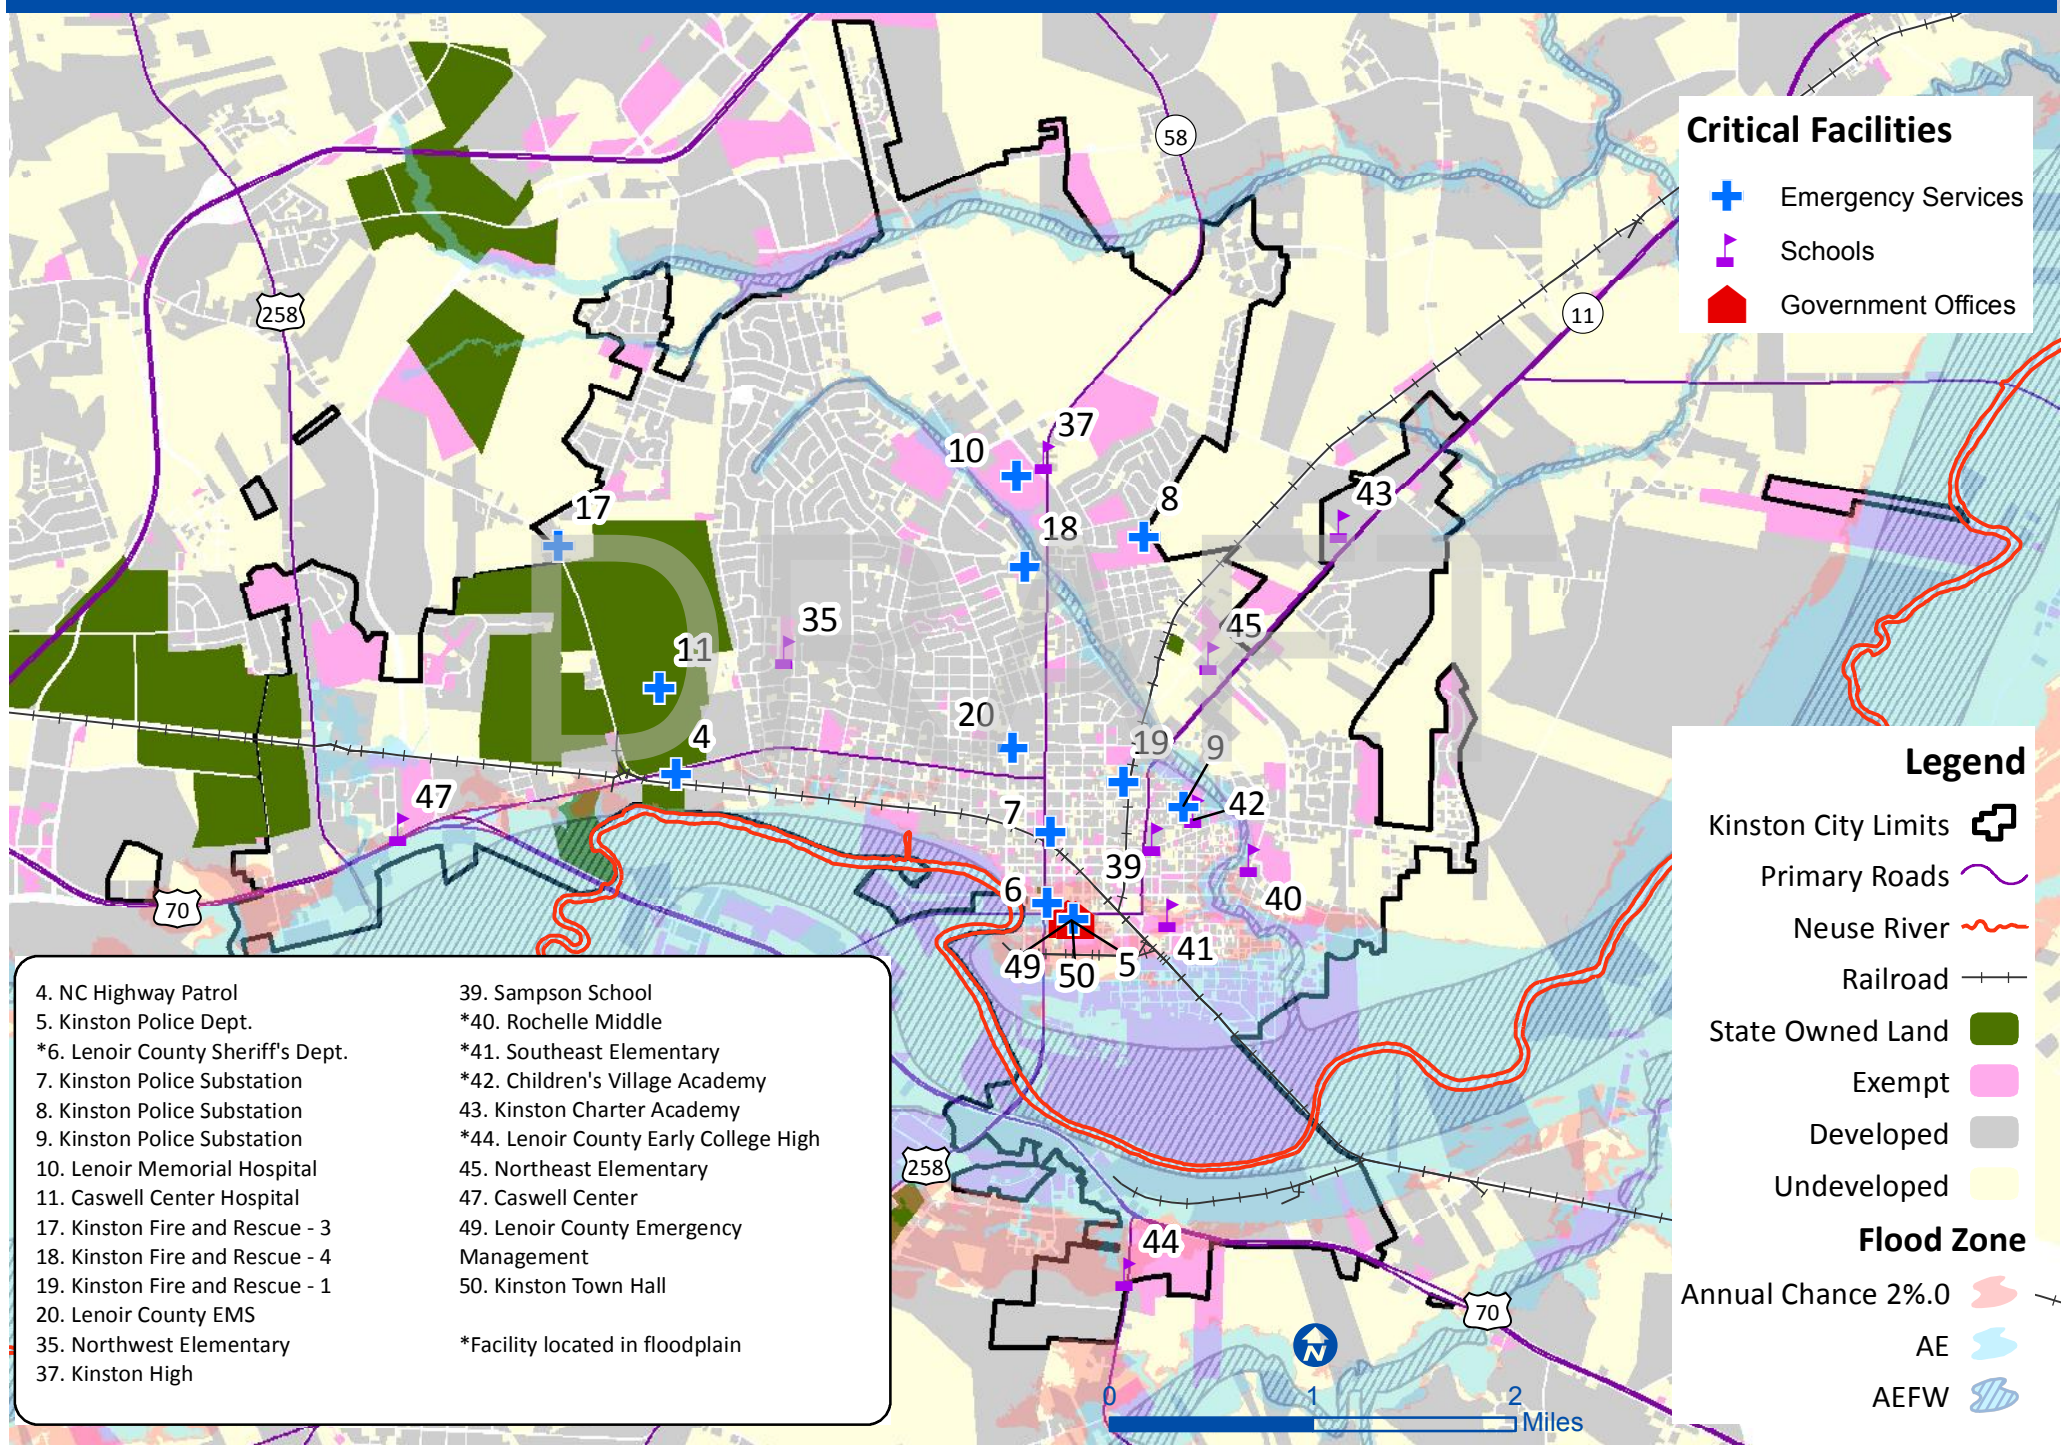 Critical Facilities
Emergency Services
Schools
Government Offices
58
11
258
37
10
17
8
43
18
35
45
11
20
4
19
9
47
42
7
39
6
40
70
41
49
50
5
DRAFT
Legend
Kinston City Limits
Primary Roads
Neuse River
Railroad
State Owned Land
Exempt
Developed
Undeveloped
Flood Zone
Annual Chance 2%.0
AE
AEFW
4. NC Highway Patrol
5. Kinston Police Dept.
*6. Lenoir County Sheriff's Dept.
7. Kinston Police Substation
8. Kinston Police Substation
9. Kinston Police Substation
10. Lenoir Memorial Hospital
11. Caswell Center Hospital
17. Kinston Fire and Rescue - 3
18. Kinston Fire and Rescue - 4
19. Kinston Fire and Rescue - 1
20. Lenoir County EMS
35. Northwest Elementary
37. Kinston High
39. Sampson School
*40. Rochelle Middle
*41. Southeast Elementary
*42. Children's Village Academy
43. Kinston Charter Academy
*44. Lenoir County Early College High
45. Northeast Elementary
47. Caswell Center
49. Lenoir County Emergency
Management
50. Kinston Town Hall
*Facility located in floodplain
258
44
70
N
0 1 2
Miles